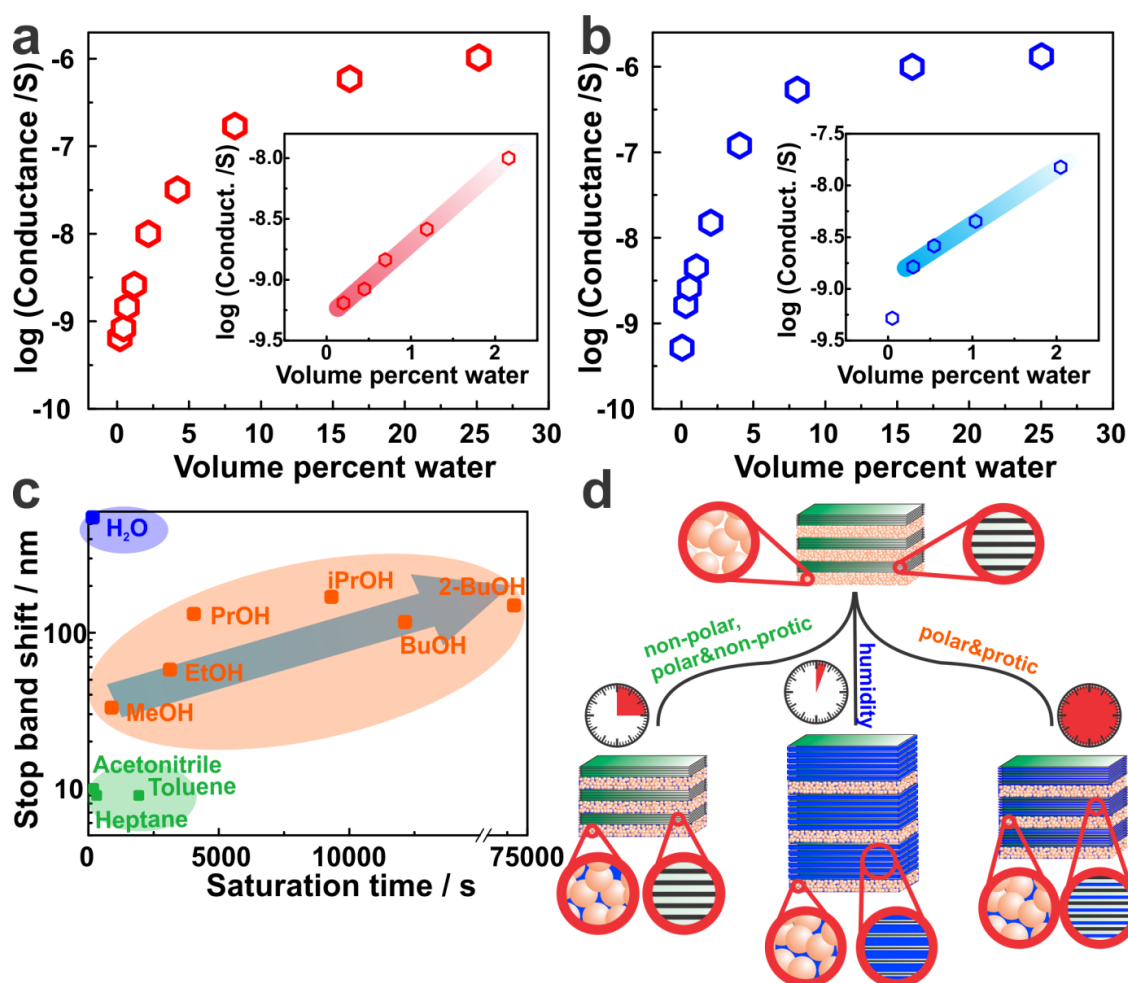 a
log (Conductance /S)
-6
-7
-8
-9
-10
0 5 10 15 20 25 30
Volume percent water
log (Conduct. /S)
-8.0
-8.5
-9.0
-9.5
0 1 2
Volume percent water
b
log (Conductance /S)
-6
-7
-8
-9
-10
0 5 10 15 20 25 30
Volume percent water
log (Conduct. /S)
-7.5
-8.0
-8.5
-9.0
-9.5
0 1 2
Volume percent water
c
Stop band shift / nm
100
10
H2O
iPrOH
2-BuOH
PrOH
BuOH
EtOH
MeOH
Acetonitrile
Toluene
Heptane
0 5000 10000 75000
Saturation time / s
d
non-polar,
polar&non-protic
humidity
polar&protic